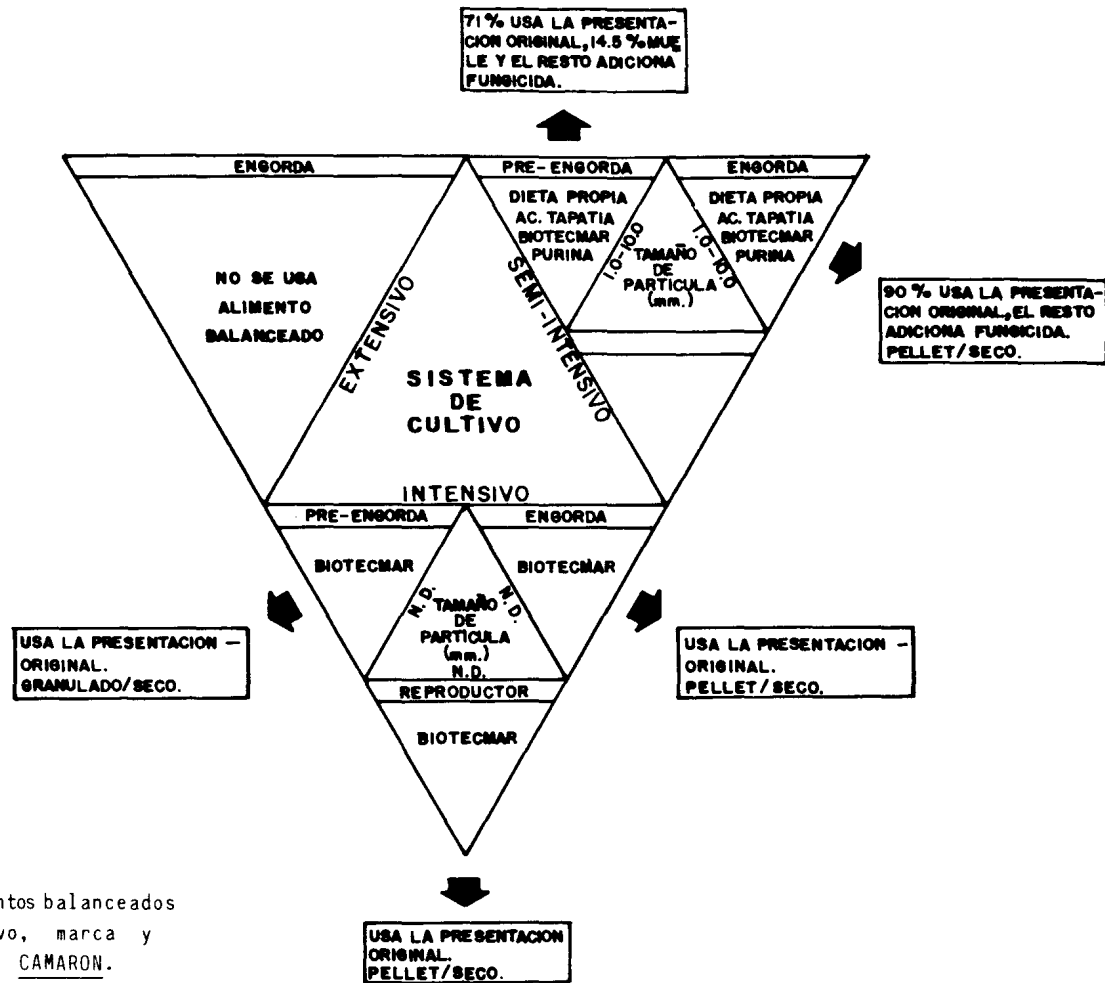 71 % USA LA PRESENTA-
CION ORIGINAL, 14.5 % MUE
LE Y EL RESTO ADICIONA
FUNGICIDA.
ENGORDA
PRE-ENGORDA
ENGORDA
DIETA PROPIA
AC. TAPATIA
BIOTECMAR
PURINA
1.0-10.0
TAMAÑO
DE
PARTICULA
(mm.)
1.0-10.0
DIETA PROPIA
AC. TAPATIA
BIOTECMAR
PURINA
NO SE USA
ALIMENTO
BALANCEADO
EXTENSIVO
SEMI-INTENSIVO
90 % USA LA PRESENTA-
CION ORIGINAL, EL RESTO
ADICIONA FUNGICIDA.
PELLET/SECO.
SISTEMA
DE
CULTIVO
INTENSIVO
PRE-ENGORDA
ENGORDA
BIOTECMAR
BIOTECMAR
N.D.
TAMAÑO
DE
PARTICULA
(mm.)
N.D.
N.D.
USA LA PRESENTACION -
ORIGINAL.
GRANULADO/SECO.
USA LA PRESENTACION -
ORIGINAL.
PELLET/SECO.
REPRODUCTOR
BIOTECMAR
ntos balanceados
vo, marca y
CAMARON.
USA LA PRESENTACION
ORIGINAL.
PELLET/SECO.